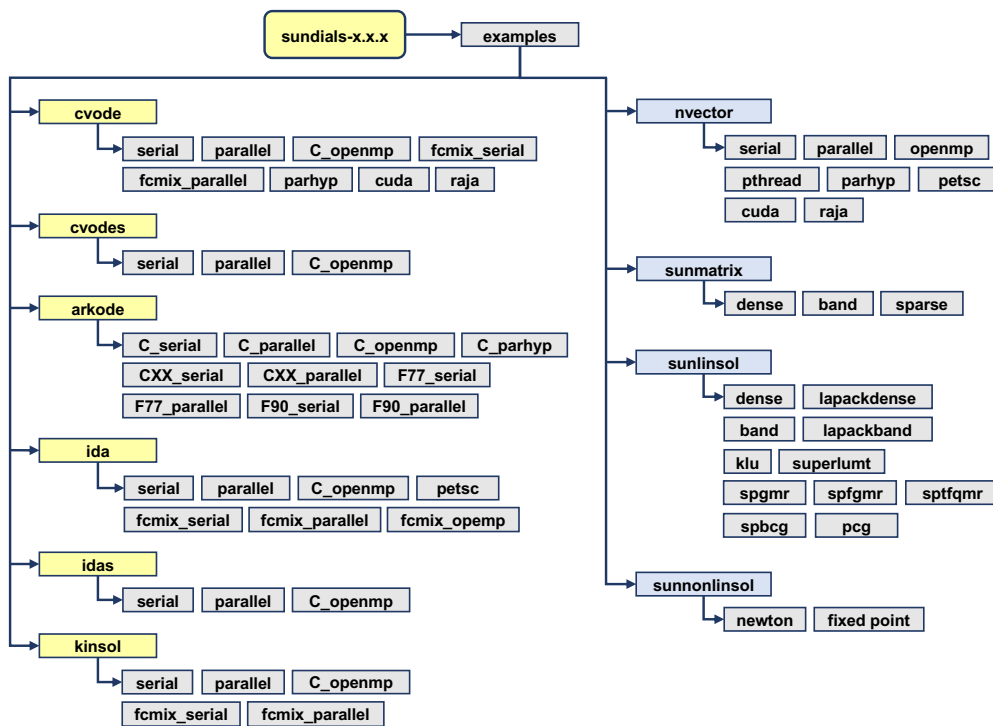 sundials-x.x.x examples
cvode
serial parallel C_openmp fcmix_serial
fcmix_parallel parhyp cuda raja
cvodes
serial parallel C_openmp
arkode
C_serial C_parallel C_openmp C_parhyp
CXX_serial CXX_parallel F77_serial
F77_parallel F90_serial F90_parallel
ida
serial parallel C_openmp petsc
fcmix_serial fcmix_parallel fcmix_opemp
idas
serial parallel C_openmp
kinsol
serial parallel C_openmp
fcmix_serial fcmix_parallel
nvector
serial parallel openmp
pthread parhyp petsc
cuda raja
sunmatrix
dense band sparse
sunlinsol
dense lapackdense
band lapackband
klu superlumt
spgmr spfgmr sptfqmr
spbcg pcg
sunnonlinsol
newton fixed point